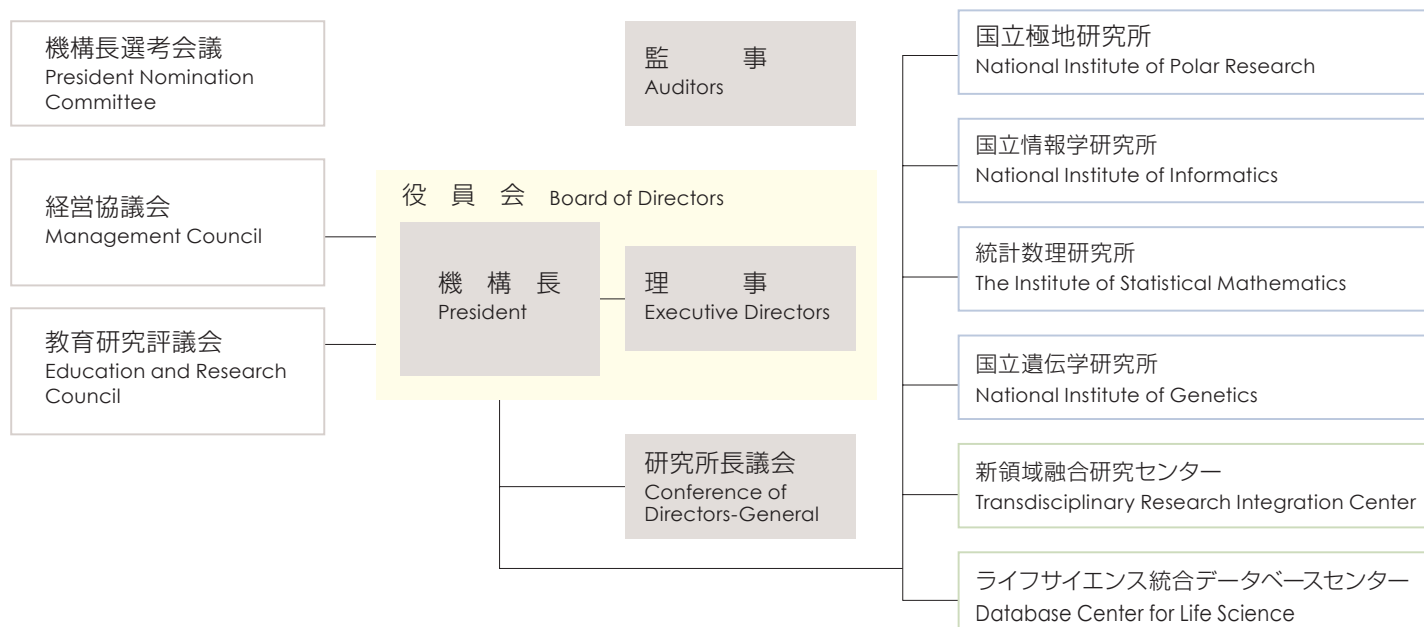 機構長選考会議
President Nomination
Committee
経営協議会
Management Council
教育研究評議会
Education and Research
Council
監 事
Auditors
役 員 会 Board of Directors
機 構 長
President
理 事
Executive Directors
研究所長議会
Conference of
Directors-General
国立極地研究所
National Institute of Polar Research
国立情報学研究所
National Institute of Informatics
統計数理研究所
The Institute of Statistical Mathematics
国立遺伝学研究所
National Institute of Genetics
新領域融合研究センター
Transdisciplinary Research Integration Center
ライフサイエンス統合データベースセンター
Database Center for Life Science